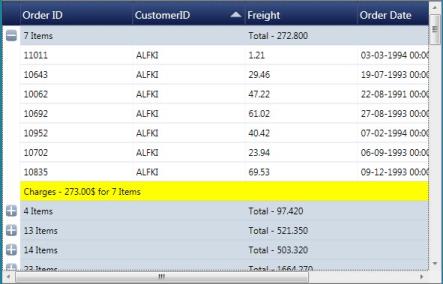 Order ID CustomerID Freight Order Date
7 Items Total - 272.800
11011 ALFKI 1.21 03-03-1994 00:00
10643 ALFKI 29.46 19-07-1993 00:00
10062 ALFKI 47.22 22-08-1991 00:00
10692 ALFKI 61.02 27-08-1993 00:00
10952 ALFKI 40.42 07-02-1994 00:00
10702 ALFKI 23.94 06-09-1993 00:00
10835 ALFKI 69.53 09-12-1993 00:00
Charges - 273.00$ for 7 Items
4 Items Total - 97.420
13 Items Total - 521.350
14 Items Total - 503.320
23 Items Total - 1664.270